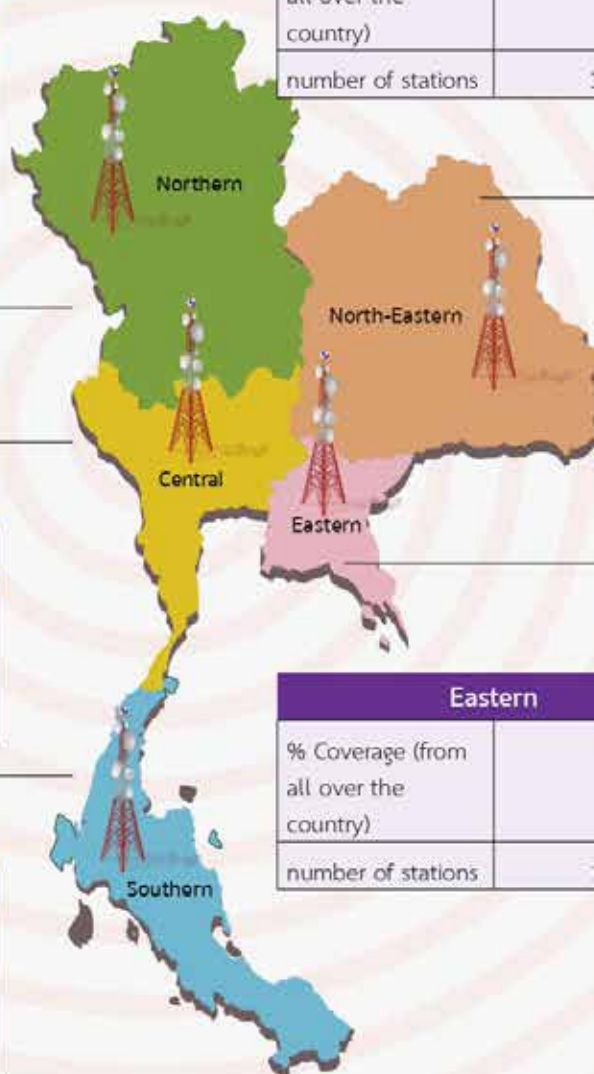 country)
number of stations
Northern
North-Eastern
Central
Eastern
Eastern
% Coverage (from
all over the
country)
number of stations
Southern